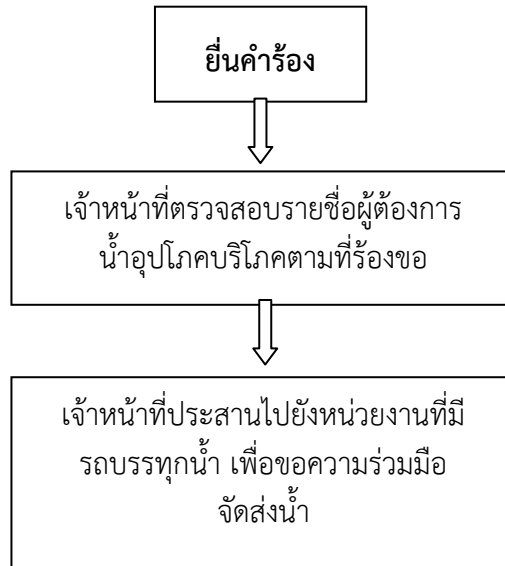 ยื่นคำร้อง
เจ้าหน้าที่ตรวจสอบรายชื่อผู้ต้องการ
น้ำอุปโภคบริโภคตามที่ร้องขอ
เจ้าหน้าที่ประสานไปยังหน่วยงานที่มี
รถบรรทุกน้ำ เพื่อขอความร่วมมือ
จัดส่งน้ำ